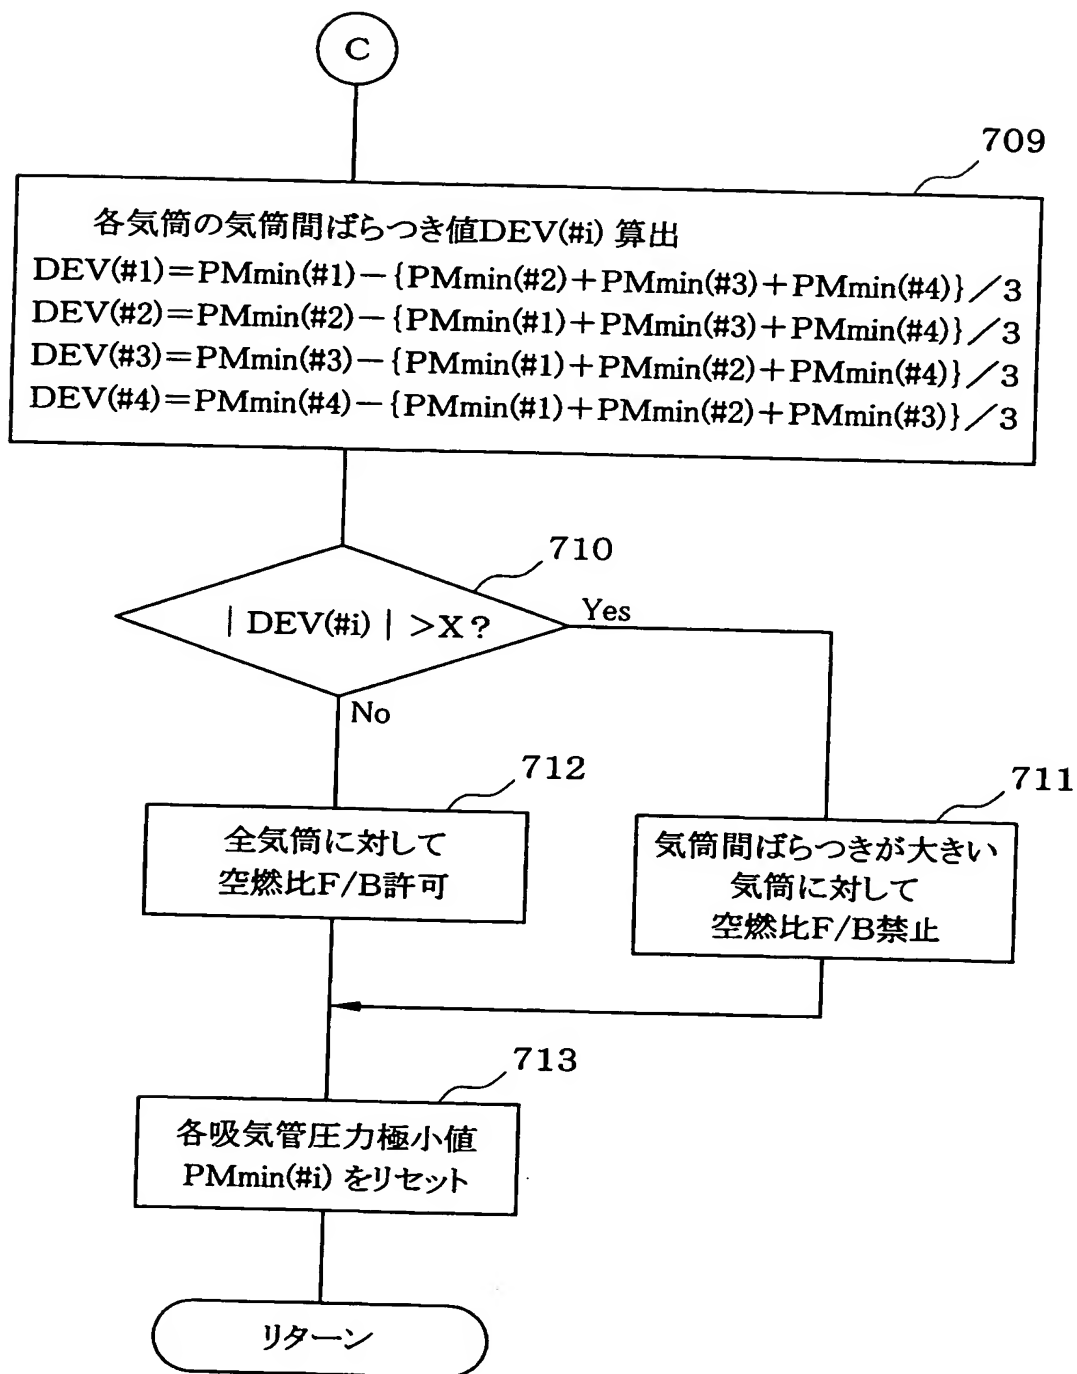 C
709
各気筒の気筒間ばらつき値DEV(#i) 算出
DEV(#1)=PMmin(#1)−{PMmin(#2)+PMmin(#3)+PMmin(#4)}/3
DEV(#2)=PMmin(#2)−{PMmin(#1)+PMmin(#3)+PMmin(#4)}/3
DEV(#3)=PMmin(#3)−{PMmin(#1)+PMmin(#2)+PMmin(#4)}/3
DEV(#4)=PMmin(#4)−{PMmin(#1)+PMmin(#2)+PMmin(#3)}/3
710
| DEV(#i) | >X?
Yes
No
712
全気筒に対して
空燃比F/B許可
711
気筒間ばらつきが大きい
気筒に対して
空燃比F/B禁止
713
各吸気管圧力極小値
PMmin(#i) をリセット
リターン